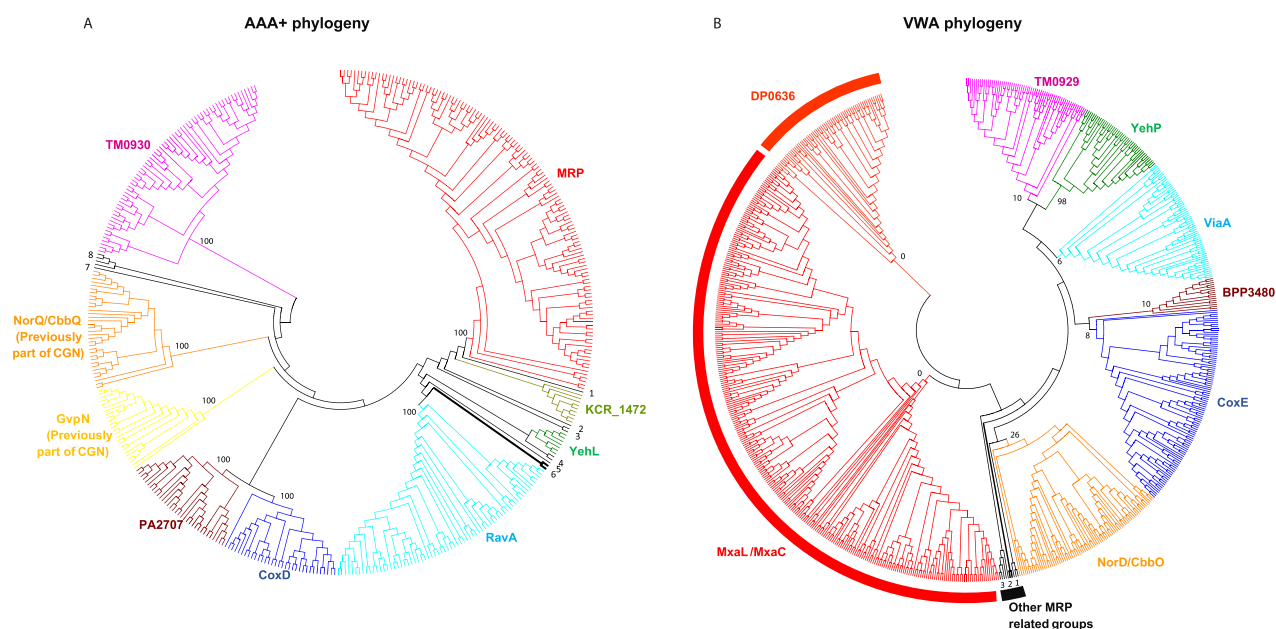 A
AAA+ phylogeny
TM0930
MRP
100
8
7
NorQ/CbbQ
(Previously
part of CGN)
100
100
1
KCR_1472
2
3
YehL
4
5
6
100
GvpN
(Previously
part of CGN)
100
100
100
PA2707
CoxD
RavA
B
VWA phylogeny
DP0636
TM0929
YehP
10
98
ViaA
6
0
BPP3480
10
8
0
CoxE
26
MxaL/MxaC
NorD/CbbO
3 2 1
Other MRP
related groups